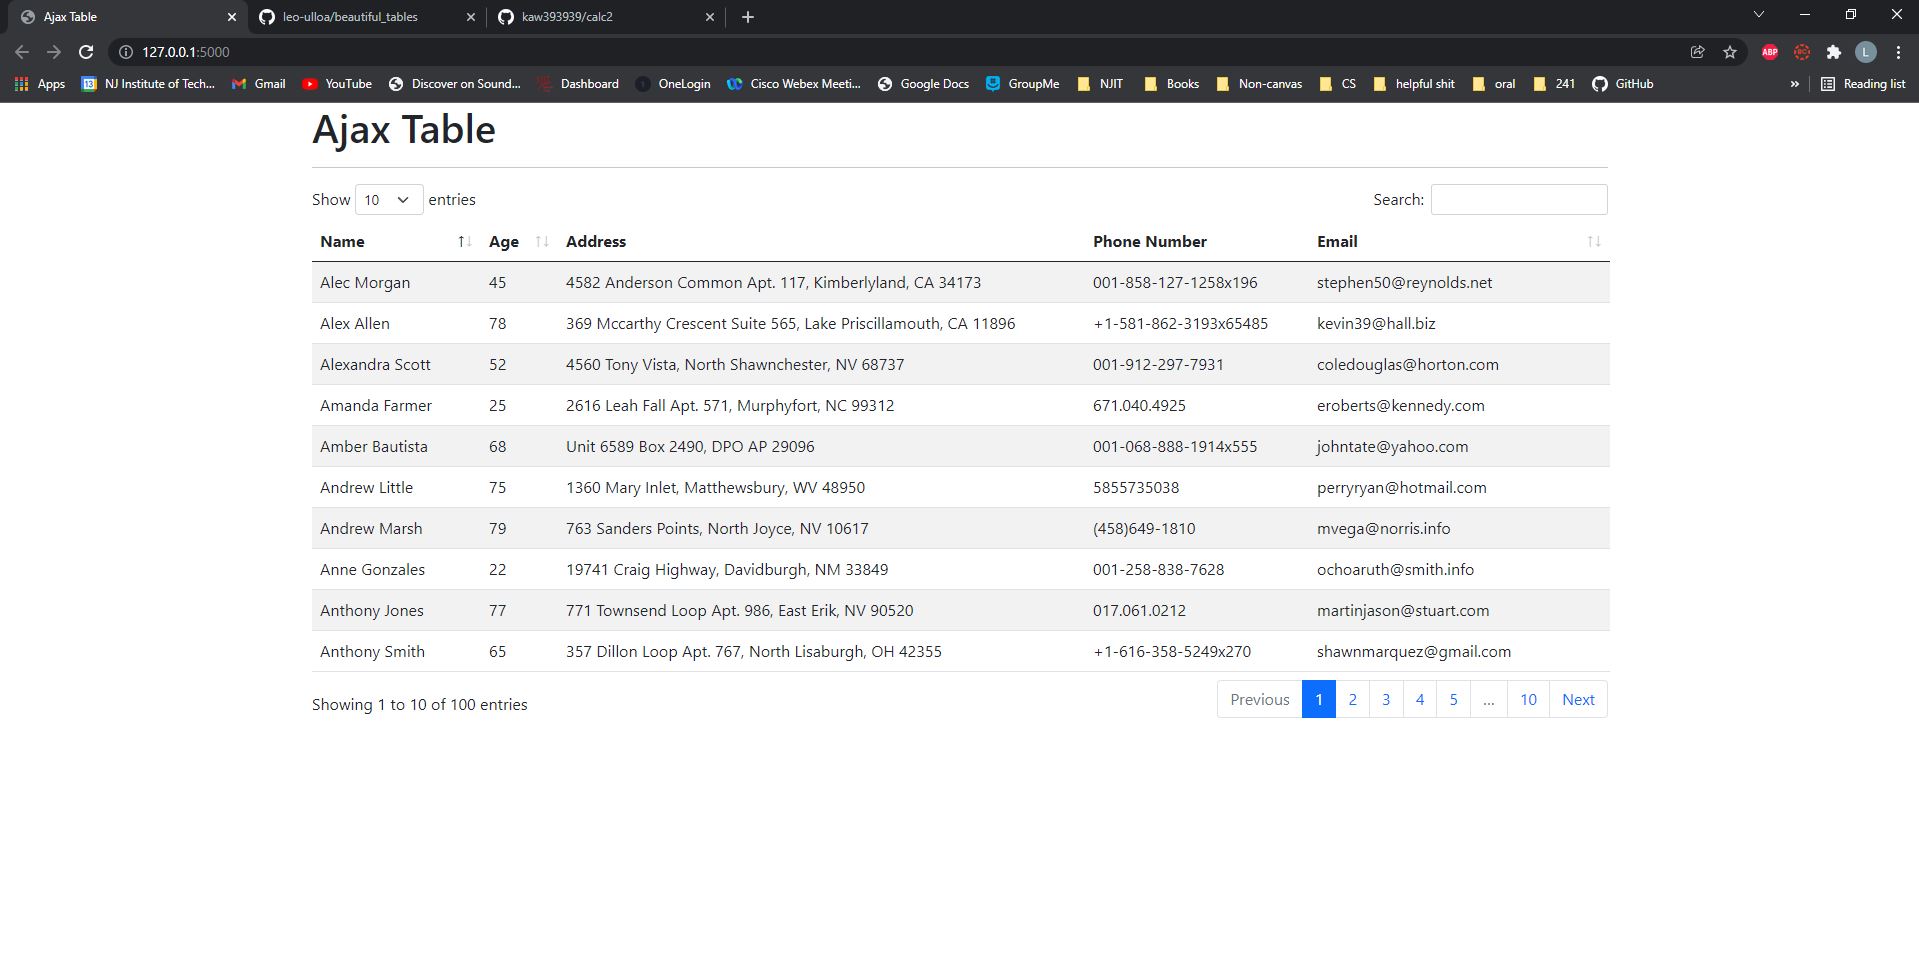 Ajax Table leo-ulloa/beautiful_tables kaw393939/calc2
127.0.0.1:5000 ABP L
Apps 13 NJ Institute of Tech... Gmail YouTube Discover on Sound... Dashboard OneLogin Cisco Webex Meeti... Google Docs GroupMe NJIT Books Non-canvas CS helpful shit oral 241 GitHub » Reading list
Ajax Table
Show 10 entries Search:
Name Age Address Phone Number Email
Alec Morgan 45 4582 Anderson Common Apt. 117, Kimberlyland, CA 34173 001-858-127-1258x196 stephen50@reynolds.net
Alex Allen 78 369 Mccarthy Crescent Suite 565, Lake Priscillamouth, CA 11896 +1-581-862-3193x65485 kevin39@hall.biz
Alexandra Scott 52 4560 Tony Vista, North Shawnchester, NV 68737 001-912-297-7931 coledouglas@horton.com
Amanda Farmer 25 2616 Leah Fall Apt. 571, Murphyfort, NC 99312 671.040.4925 eroberts@kennedy.com
Amber Bautista 68 Unit 6589 Box 2490, DPO AP 29096 001-068-888-1914x555 johntate@yahoo.com
Andrew Little 75 1360 Mary Inlet, Matthewsbury, WV 48950 5855735038 perryryan@hotmail.com
Andrew Marsh 79 763 Sanders Points, North Joyce, NV 10617 (458)649-1810 mvega@norris.info
Anne Gonzales 22 19741 Craig Highway, Davidburgh, NM 33849 001-258-838-7628 ochoaruth@smith.info
Anthony Jones 77 771 Townsend Loop Apt. 986, East Erik, NV 90520 017.061.0212 martinjason@stuart.com
Anthony Smith 65 357 Dillon Loop Apt. 767, North Lisaburgh, OH 42355 +1-616-358-5249x270 shawnmarquez@gmail.com
Showing 1 to 10 of 100 entries Previous 1 2 3 4 5 ... 10 Next